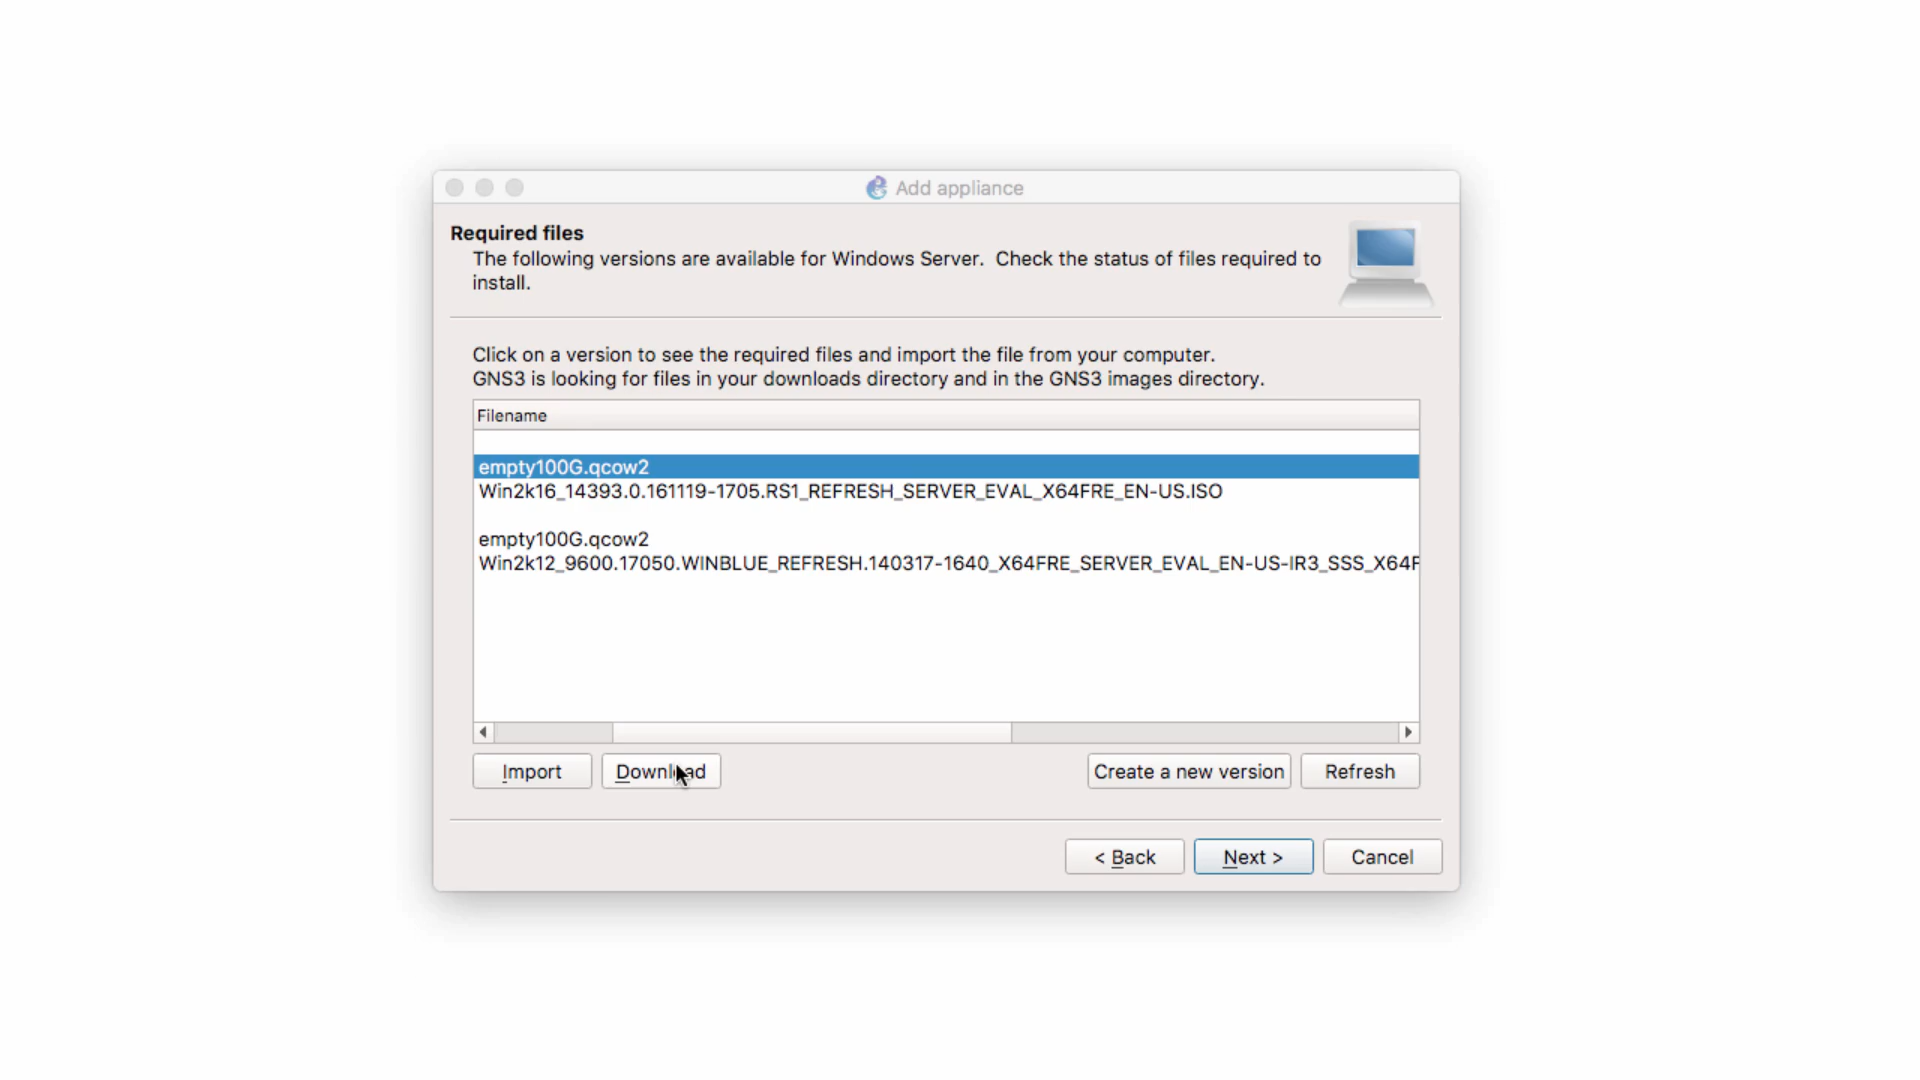 Add appliance
Required files
The following versions are available for Windows Server. Check the status of files required to
install.
Click on a version to see the required files and import the file from your computer.
GNS3 is looking for files in your downloads directory and in the GNS3 images directory.
Filename
empty100G.qcow2
Win2k16_14393.0.161119-1705.RS1_REFRESH_SERVER_EVAL_X64FRE_EN-US.ISO
empty100G.qcow2
Win2k12_9600.17050.WINBLUE_REFRESH.140317-1640_X64FRE_SERVER_EVAL_EN-US-IR3_SSS_X64F
Import Download Create a new version Refresh
< Back Next > Cancel